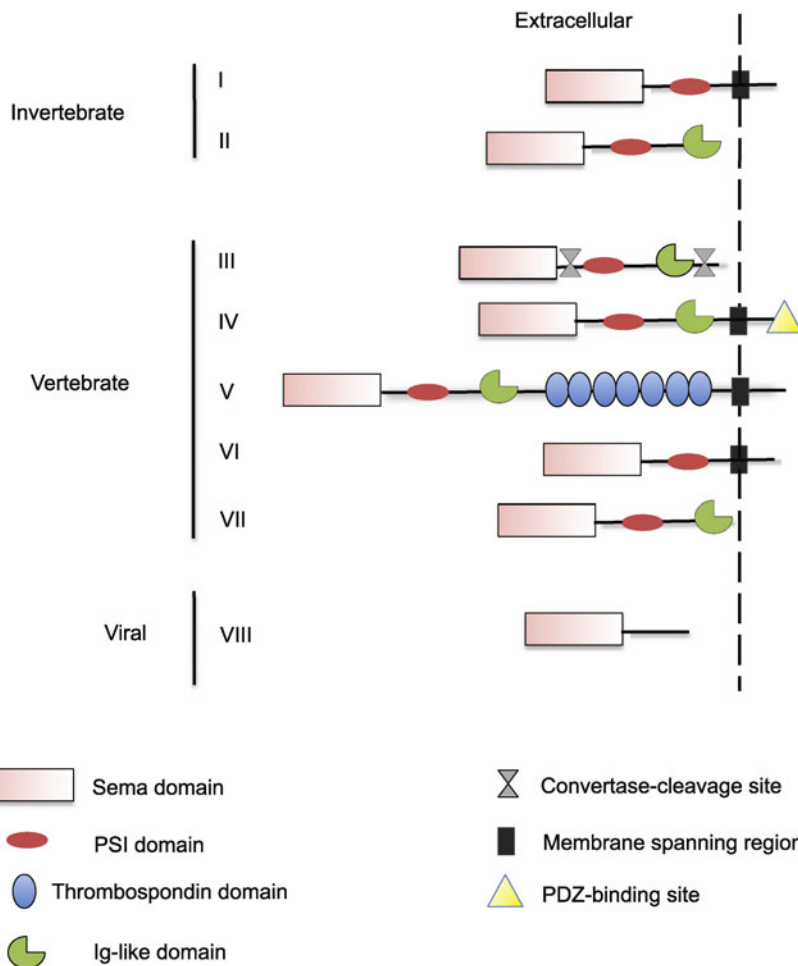 Extracellular
Invertebrate
I
II
Vertebrate
III
IV
V
VI
VII
Viral
VIII
Sema domain
PSI domain
Thrombospondin domain
Ig-like domain
Convertase-cleavage site
Membrane spanning region
PDZ-binding site